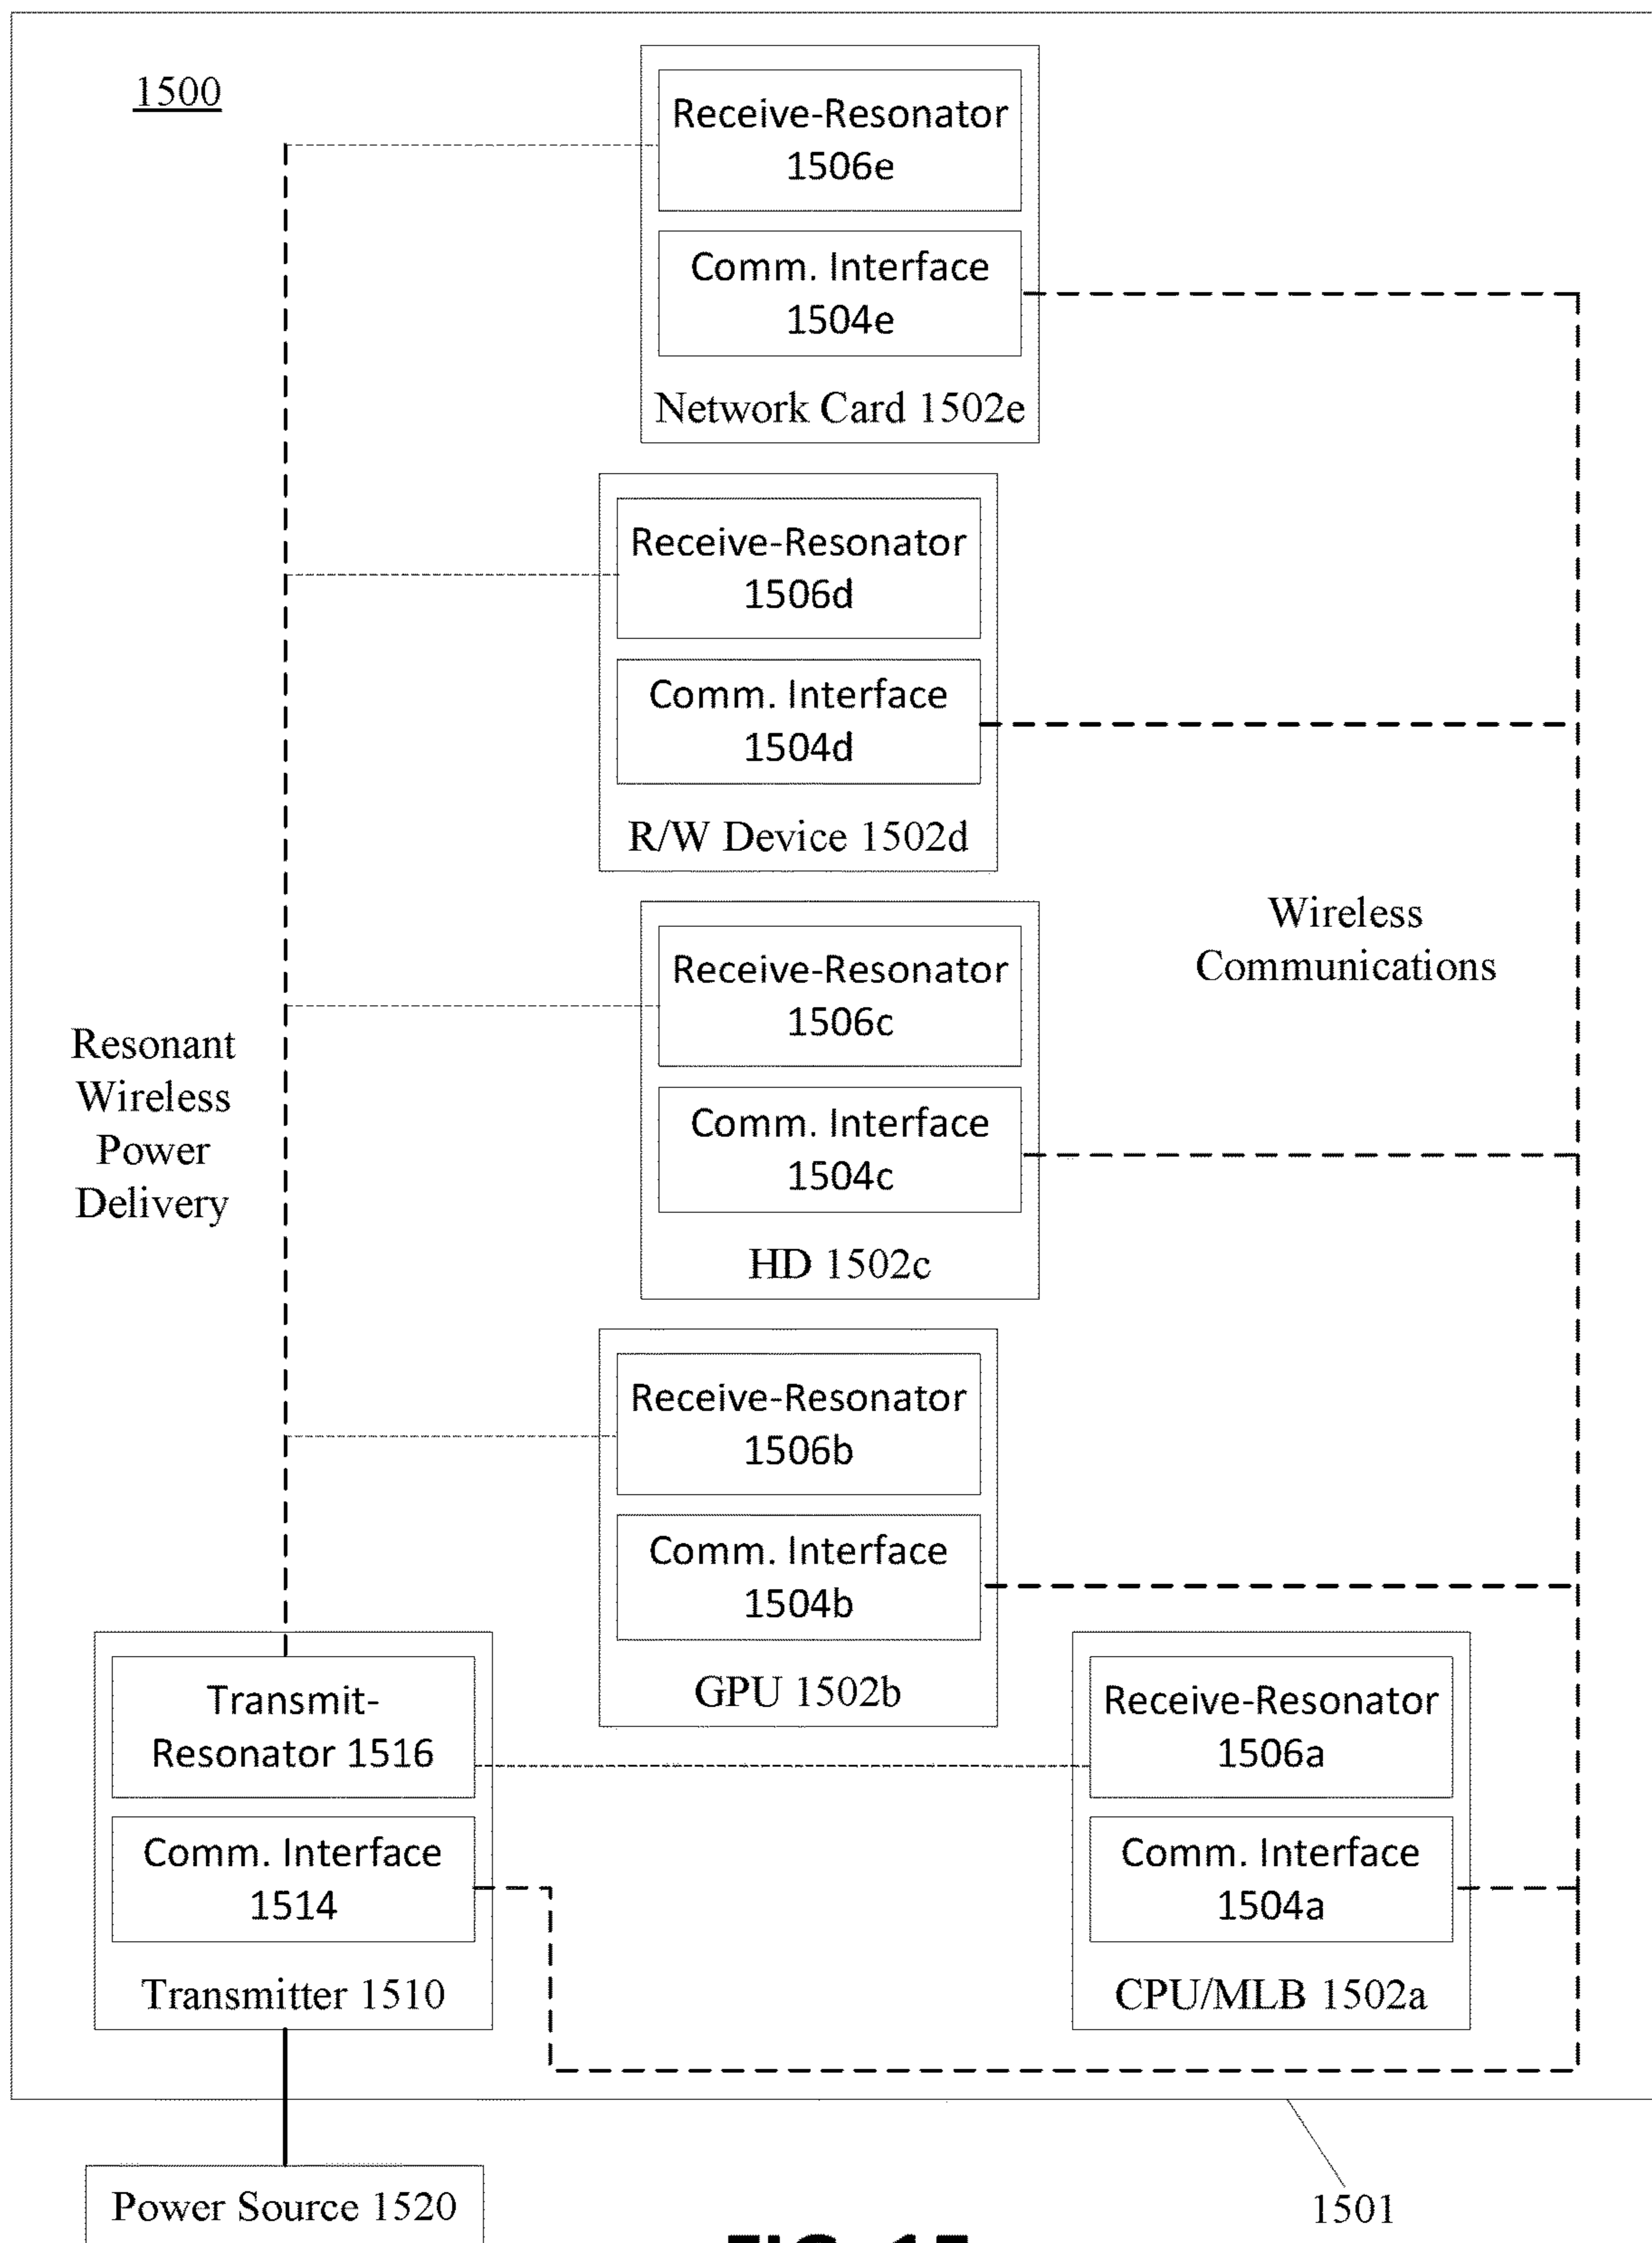 1500
Receive-Resonator
1506e
Comm. Interface
1504e
Network Card 1502e
Receive-Resonator
1506d
Comm. Interface
1504d
R/W Device 1502d
Wireless
Communications
Receive-Resonator
1506c
Comm. Interface
1504c
HD 1502c
Resonant
Wireless
Power
Delivery
Receive-Resonator
1506b
Comm. Interface
1504b
GPU 1502b
Transmit-
Resonator 1516
Comm. Interface
1514
Transmitter 1510
Receive-Resonator
1506a
Comm. Interface
1504a
CPU/MLB 1502a
Power Source 1520
1501